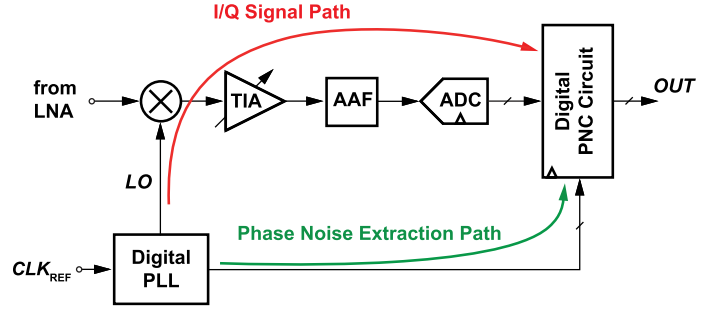 I/Q Signal Path
from
LNA
TIA
AAF
ADC
Digital
PNC Circuit
OUT
LO
Phase Noise Extraction Path
Digital
PLL
CLKREF